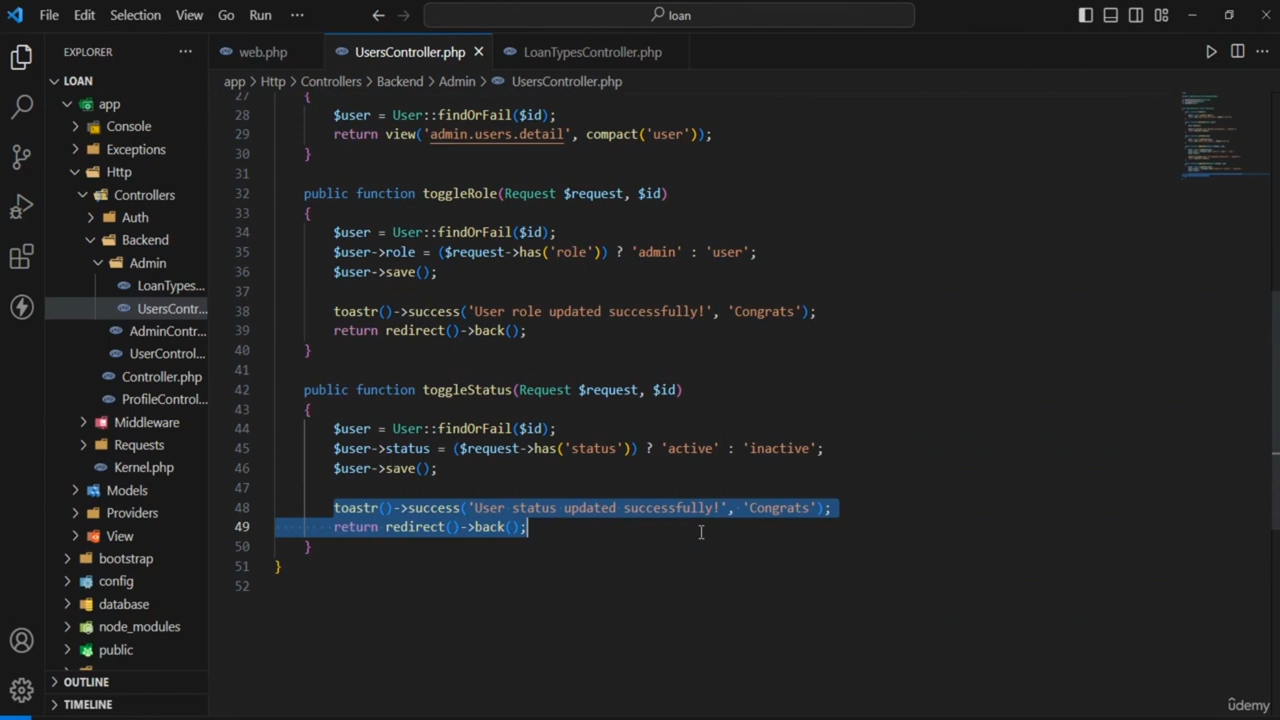 File Edit Selection View Go Run ··· loan
EXPLORER ···
web.php UsersController.php LoanTypesController.php
app > Http > Controllers > Backend > Admin > UsersController.php
LOAN
app
Console
Exceptions
Http
Controllers
Auth
Backend
Admin
LoanTypes...
UsersContr...
AdminContr...
UserControl...
Controller.php
ProfileControl...
Middleware
Requests
Kernel.php
Models
Providers
View
bootstrap
config
database
node_modules
public
OUTLINE
TIMELINE
27 {
28 $user = User::findOrFail($id);
29 return view('admin.users.detail', compact('user'));
30 }
31
32 public function toggleRole(Request $request, $id)
33 {
34 $user = User::findOrFail($id);
35 $user->role = ($request->has('role')) ? 'admin' : 'user';
36 $user->save();
37
38 toastr()->success('User role updated successfully!', 'Congrats');
39 return redirect()->back();
40 }
41
42 public function toggleStatus(Request $request, $id)
43 {
44 $user = User::findOrFail($id);
45 $user->status = ($request->has('status')) ? 'active' : 'inactive';
46 $user->save();
47
48 toastr()->success('User status updated successfully!', 'Congrats');
49 return redirect()->back();
50 }
51 }
52
ûdemy